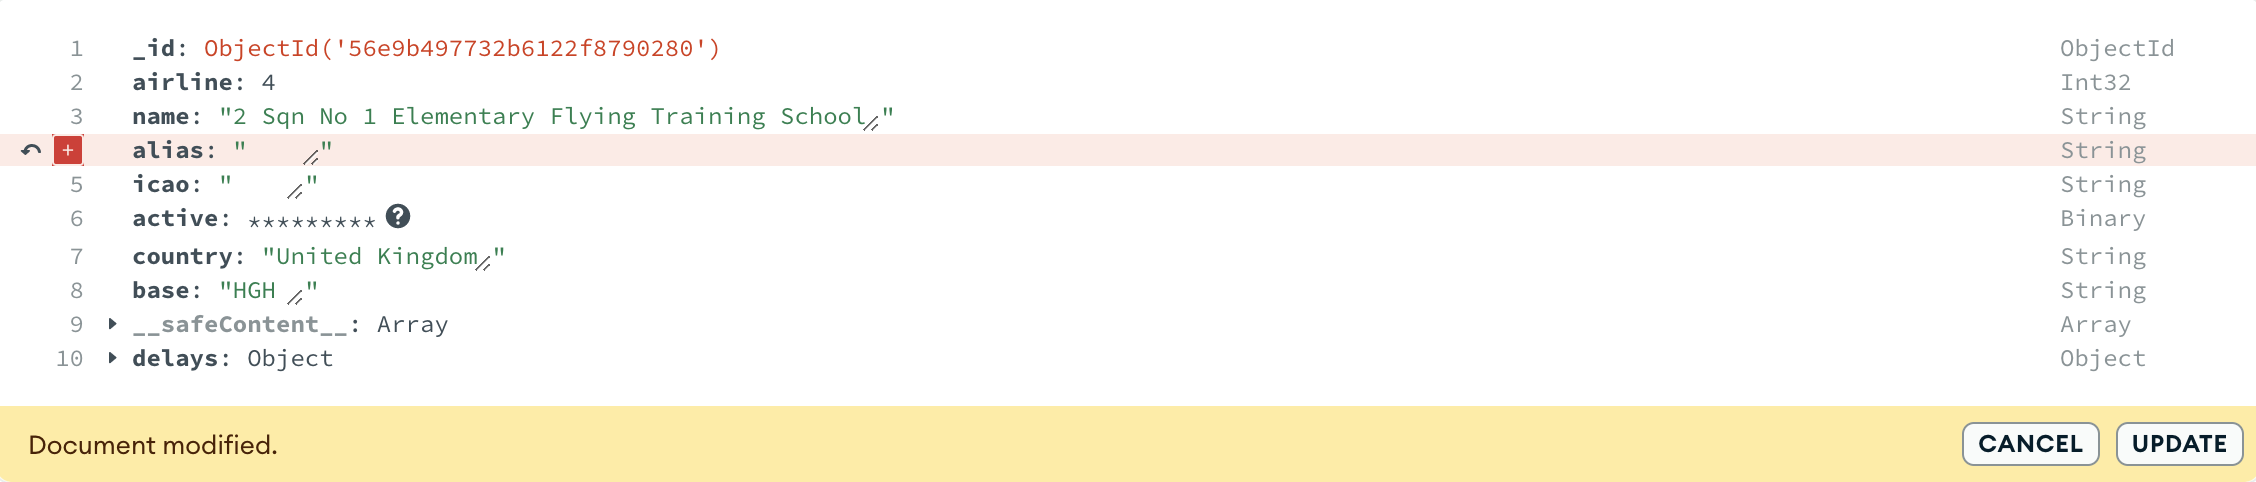 1 _id: ObjectId('56e9b497732b6122f8790280') ObjectId
2 airline: 4 Int32
3 name: "2 Sqn No 1 Elementary Flying Training School" String
+ alias: "" String
5 icao: "" String
6 active: ********* ? Binary
7 country: "United Kingdom" String
8 base: "HGH " String
9 __safeContent__: Array Array
10 delays: Object Object
Document modified. CANCEL UPDATE